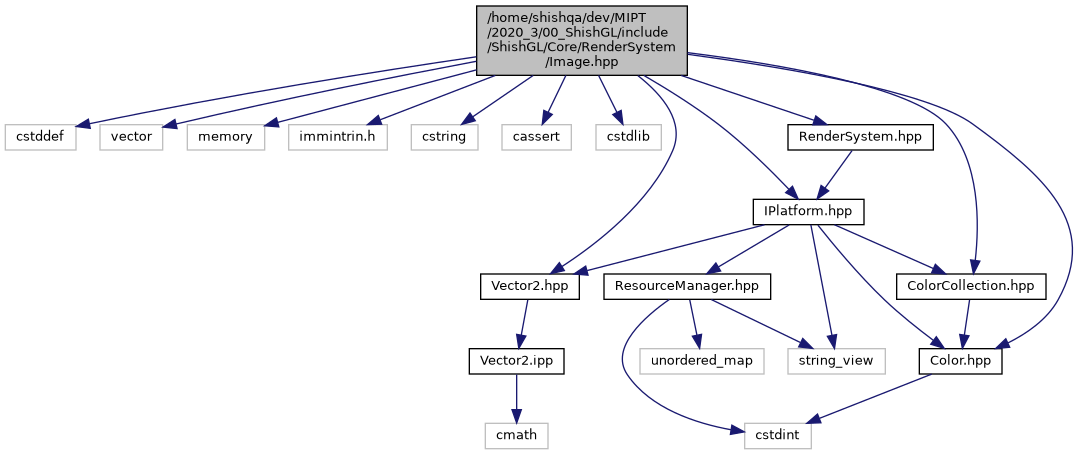 /home/shishqa/dev/MIPT
/2020_3/00_ShishGL/include
/ShishGL/Core/RenderSystem
/Image.hpp
cstddef
vector
memory
immintrin.h
cstring
cassert
cstdlib
RenderSystem.hpp
IPlatform.hpp
Vector2.hpp
ResourceManager.hpp
ColorCollection.hpp
Vector2.ipp
unordered_map
string_view
Color.hpp
cmath
cstdint